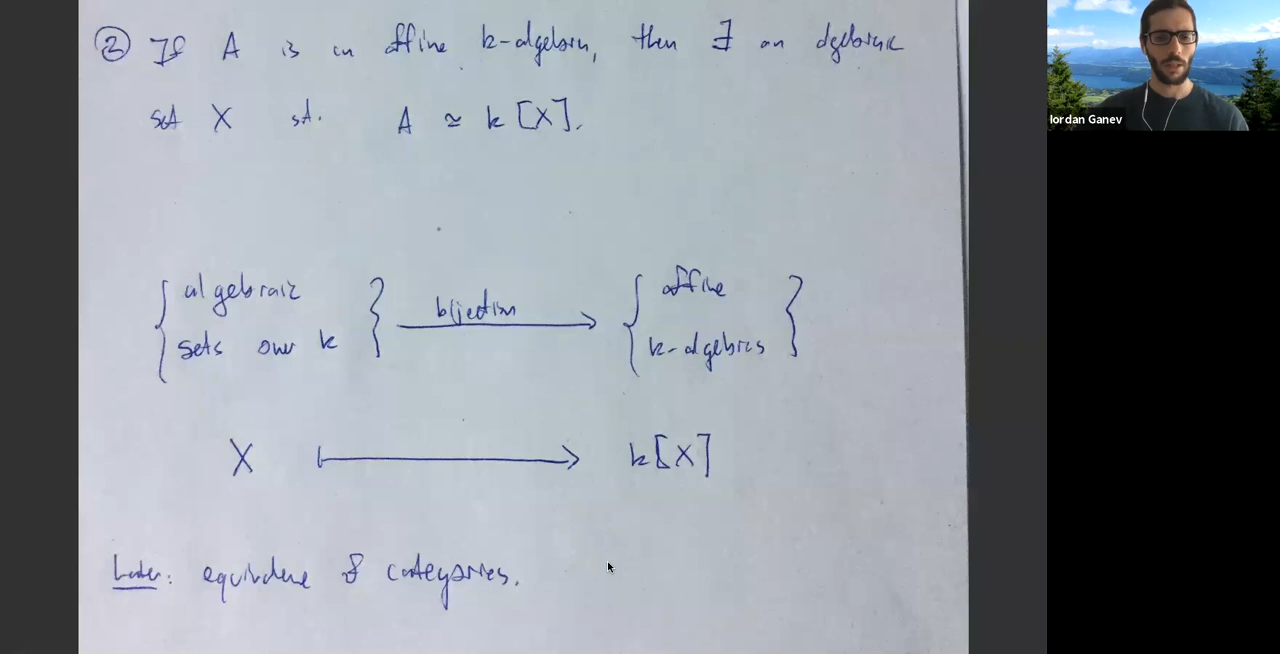 ② If A is an affine k-algebra, then ∃ an algebraic
set X st. A ≃ k[X].
{ algebraic sets over k } bijection → { affine k-algebras }
X ⟼ k[X]
Later: equivalence of categories.
Iordan Ganev